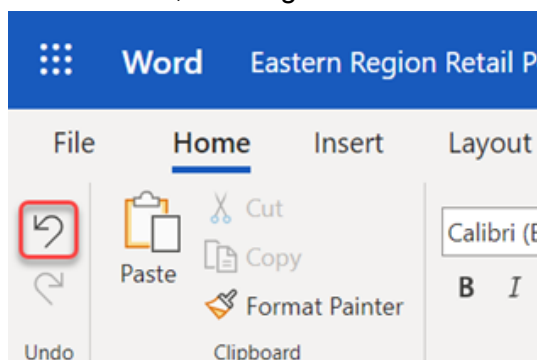 Word Eastern Region Retail P
File Home Insert Layout
Cut
Copy
Paste
Format Painter
Calibri (B
B I
Undo
Clipboard